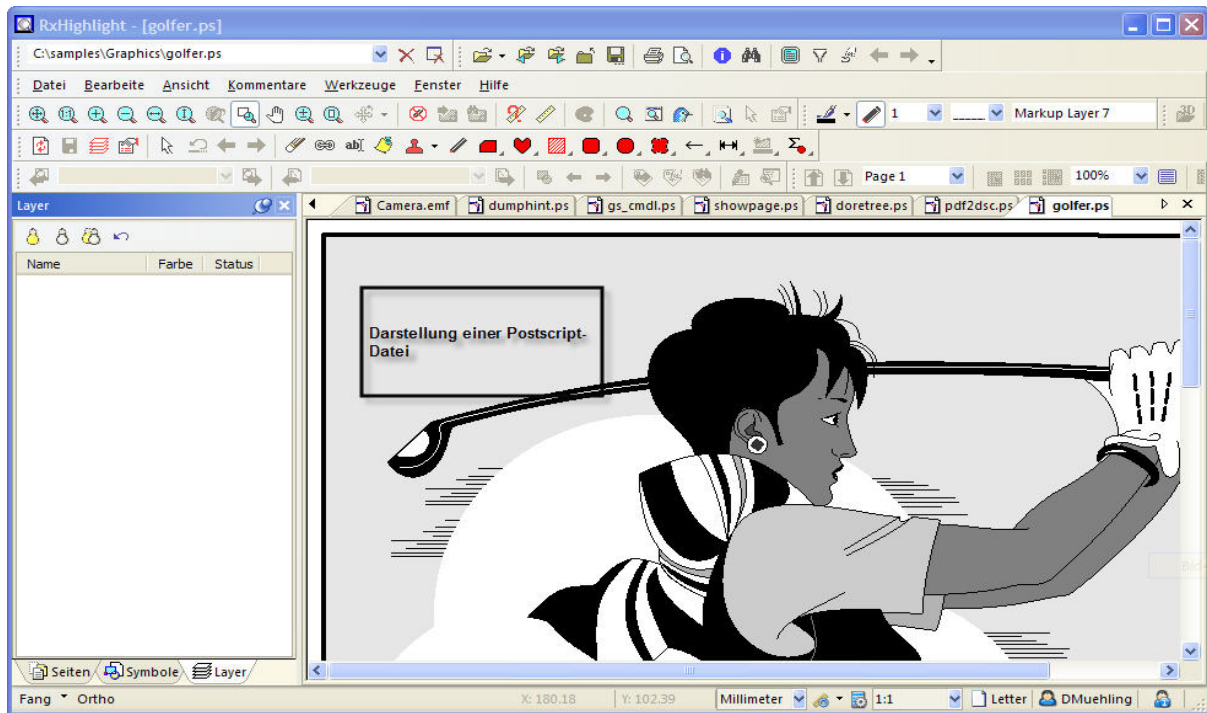 RxHighlight - [golfer.ps]
C:\samples\Graphics\golfer.ps
Datei Bearbeite Ansicht Kommentare Werkzeuge Fenster Hilfe
1 Markup Layer 7 3D
abI
Page 1 100%
Layer
Camera.emf dumphint.ps gs_cmdl.ps showpage.ps doretree.ps pdf2dsc.ps golfer.ps
Name Farbe Status
Darstellung einer Postscript-
Datei
Bild
Seiten Symbole Layer
Fang Ortho X: 180.18 Y: 102.39 Millimeter 1:1 Letter DMuehling